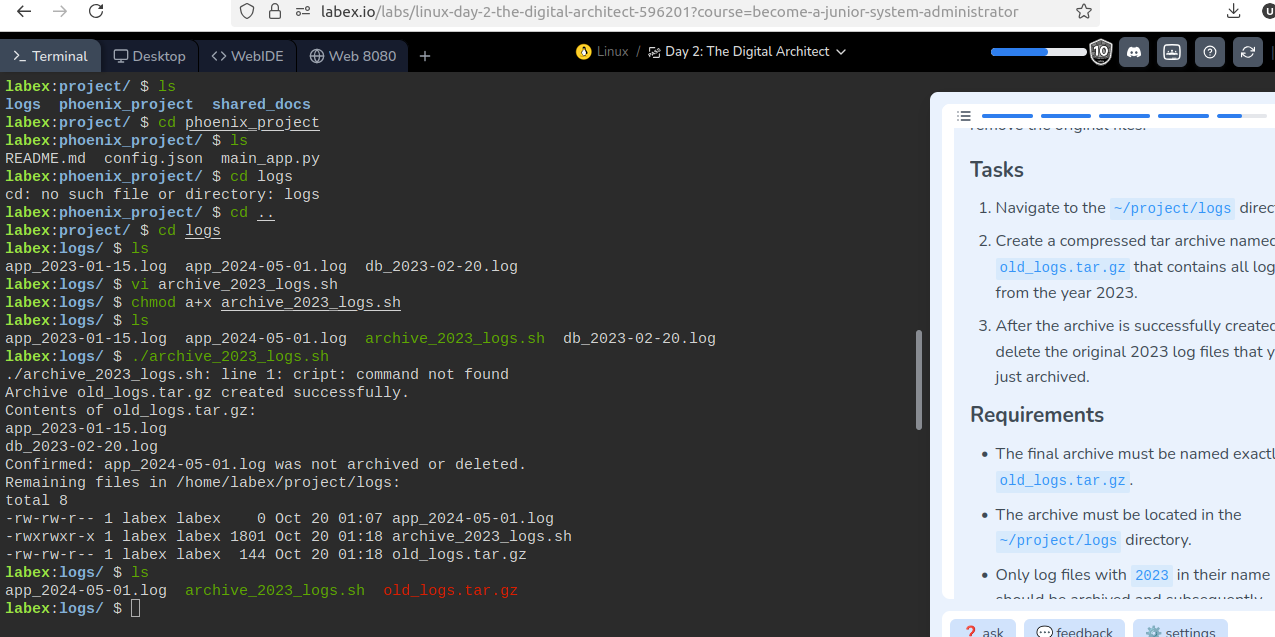 labex.io/labs/linux-day-2-the-digital-architect-596201?course=become-a-junior-system-administrator
>_ Terminal
Desktop
<> WebIDE
Web 8080
+
Linux / Day 2: The Digital Architect
10
labex:project/ $ ls
logs  phoenix_project  shared_docs
labex:project/ $ cd phoenix_project
labex:phoenix_project/ $ ls
README.md  config.json  main_app.py
labex:phoenix_project/ $ cd logs
cd: no such file or directory: logs
labex:phoenix_project/ $ cd ..
labex:project/ $ cd logs
labex:logs/ $ ls
app_2023-01-15.log  app_2024-05-01.log  db_2023-02-20.log
labex:logs/ $ vi archive_2023_logs.sh
labex:logs/ $ chmod a+x archive_2023_logs.sh
labex:logs/ $ ls
app_2023-01-15.log  app_2024-05-01.log  archive_2023_logs.sh  db_2023-02-20.log
labex:logs/ $ ./archive_2023_logs.sh
./archive_2023_logs.sh: line 1: cript: command not found
Archive old_logs.tar.gz created successfully.
Contents of old_logs.tar.gz:
app_2023-01-15.log
db_2023-02-20.log
Confirmed: app_2024-05-01.log was not archived or deleted.
Remaining files in /home/labex/project/logs:
total 8
-rw-rw-r-- 1 labex labex    0 Oct 20 01:07 app_2024-05-01.log
-rwxrwxr-x 1 labex labex 1801 Oct 20 01:18 archive_2023_logs.sh
-rw-rw-r-- 1 labex labex  144 Oct 20 01:18 old_logs.tar.gz
labex:logs/ $ ls
app_2024-05-01.log  archive_2023_logs.sh  old_logs.tar.gz
labex:logs/ $
remove the original files.
Tasks
1. Navigate to the ~/project/logs direc
2. Create a compressed tar archive named
old_logs.tar.gz that contains all log
from the year 2023.
3. After the archive is successfully created
delete the original 2023 log files that y
just archived.
Requirements
• The final archive must be named exactl
old_logs.tar.gz.
• The archive must be located in the
~/project/logs directory.
• Only log files with 2023 in their name
should be archived and subsequently
❓ ask
💬 feedback
⚙️ settings